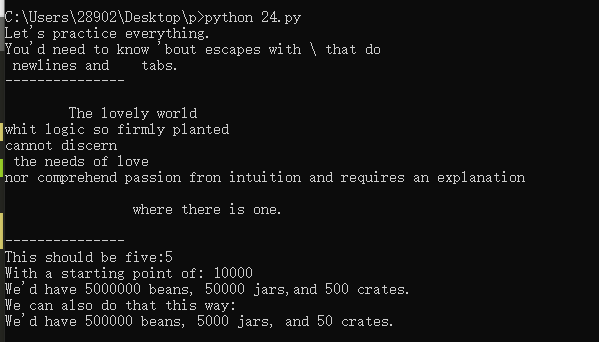 C:\Users\28902\Desktop\p>python 24.py
Let's practice everything.
You'd need to know 'bout escapes with \ that do
 newlines and    tabs.
---------------

        The lovely world
whit logic so firmly planted
cannot discern
 the needs of love
nor comprehend passion fron intuition and requires an explanation

                where there is one.

---------------
This should be five:5
With a starting point of: 10000
We'd have 5000000 beans, 50000 jars,and 500 crates.
We can also do that this way:
We'd have 500000 beans, 5000 jars, and 50 crates.